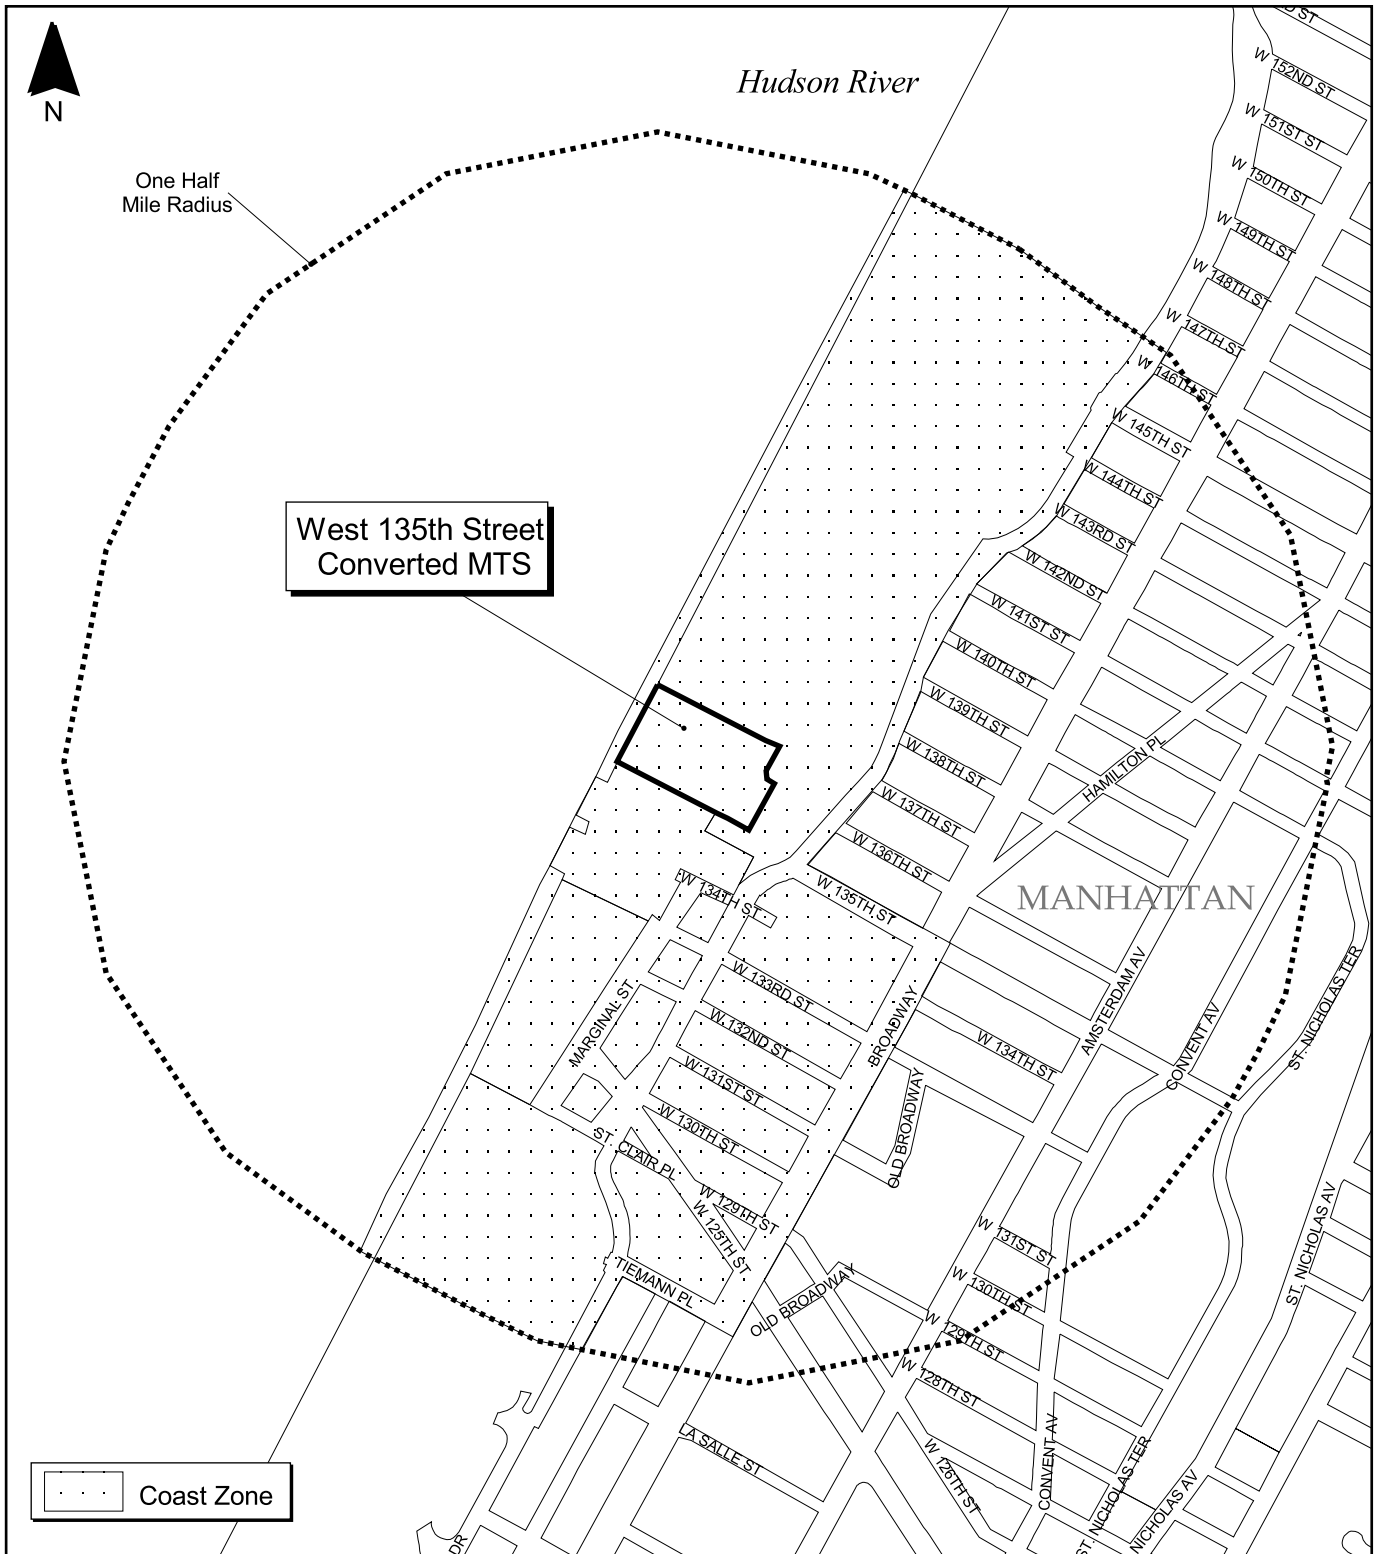 D ST
W 152ND ST
Hudson River
N
W 151ST ST
W 150TH ST
One Half
Mile Radius
W 149TH ST
W 148TH ST
W 147TH ST
W 146TH ST
W 145TH ST
W 144TH ST
W 143RD ST
West 135th Street
Converted MTS
W 142ND ST
W 141ST ST
W 140TH ST
W 139TH ST
W 138TH ST
HAMILTON PL
W 137TH ST
W 136TH ST
W 135TH ST
W 134TH ST
MANHATTAN
W 133RD ST
MARGINAL ST
W 132ND ST
BROADWAY
AMSTERDAM AV
CONVENT AV
ST. NICHOLAS TER
W 134TH ST
W 131ST ST
W 130TH ST
OLD BROADWAY
ST. CLAIR PL
W 129TH ST
W 125TH ST
W 131ST ST
ST. NICHOLAS AV
TIEMANN PL
OLD BROADWAY
W 130TH ST
W 129TH ST
W 128TH ST
LA SALLE ST
W 126TH ST
CONVENT AV
ST. NICHOLAS TER
NICHOLAS AV
Coast Zone
DR